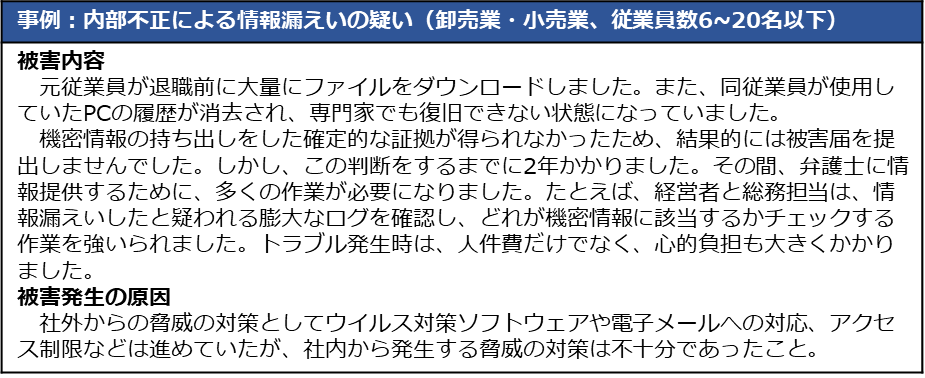 事例：内部不正による情報漏えいの疑い（卸売業・小売業、従業員数6~20名以下）
被害内容
　元従業員が退職前に大量にファイルをダウンロードしました。また、同従業員が使用し
ていたPCの履歴が消去され、専門家でも復旧できない状態になっていました。
　機密情報の持ち出しをした確定的な証拠が得られなかったため、結果的には被害届を提
出しませんでした。しかし、この判断をするまでに2年かかりました。その間、弁護士に情
報提供するために、多くの作業が必要になりました。たとえば、経営者と総務担当は、情
報漏えいしたと疑われる膨大なログを確認し、どれが機密情報に該当するかチェックする
作業を強いられました。トラブル発生時は、人件費だけでなく、心的負担も大きくかかり
ました。
被害発生の原因
　社外からの脅威の対策としてウイルス対策ソフトウェアや電子メールへの対応、アクセ
ス制限などは進めていたが、社内から発生する脅威の対策は不十分であったこと。